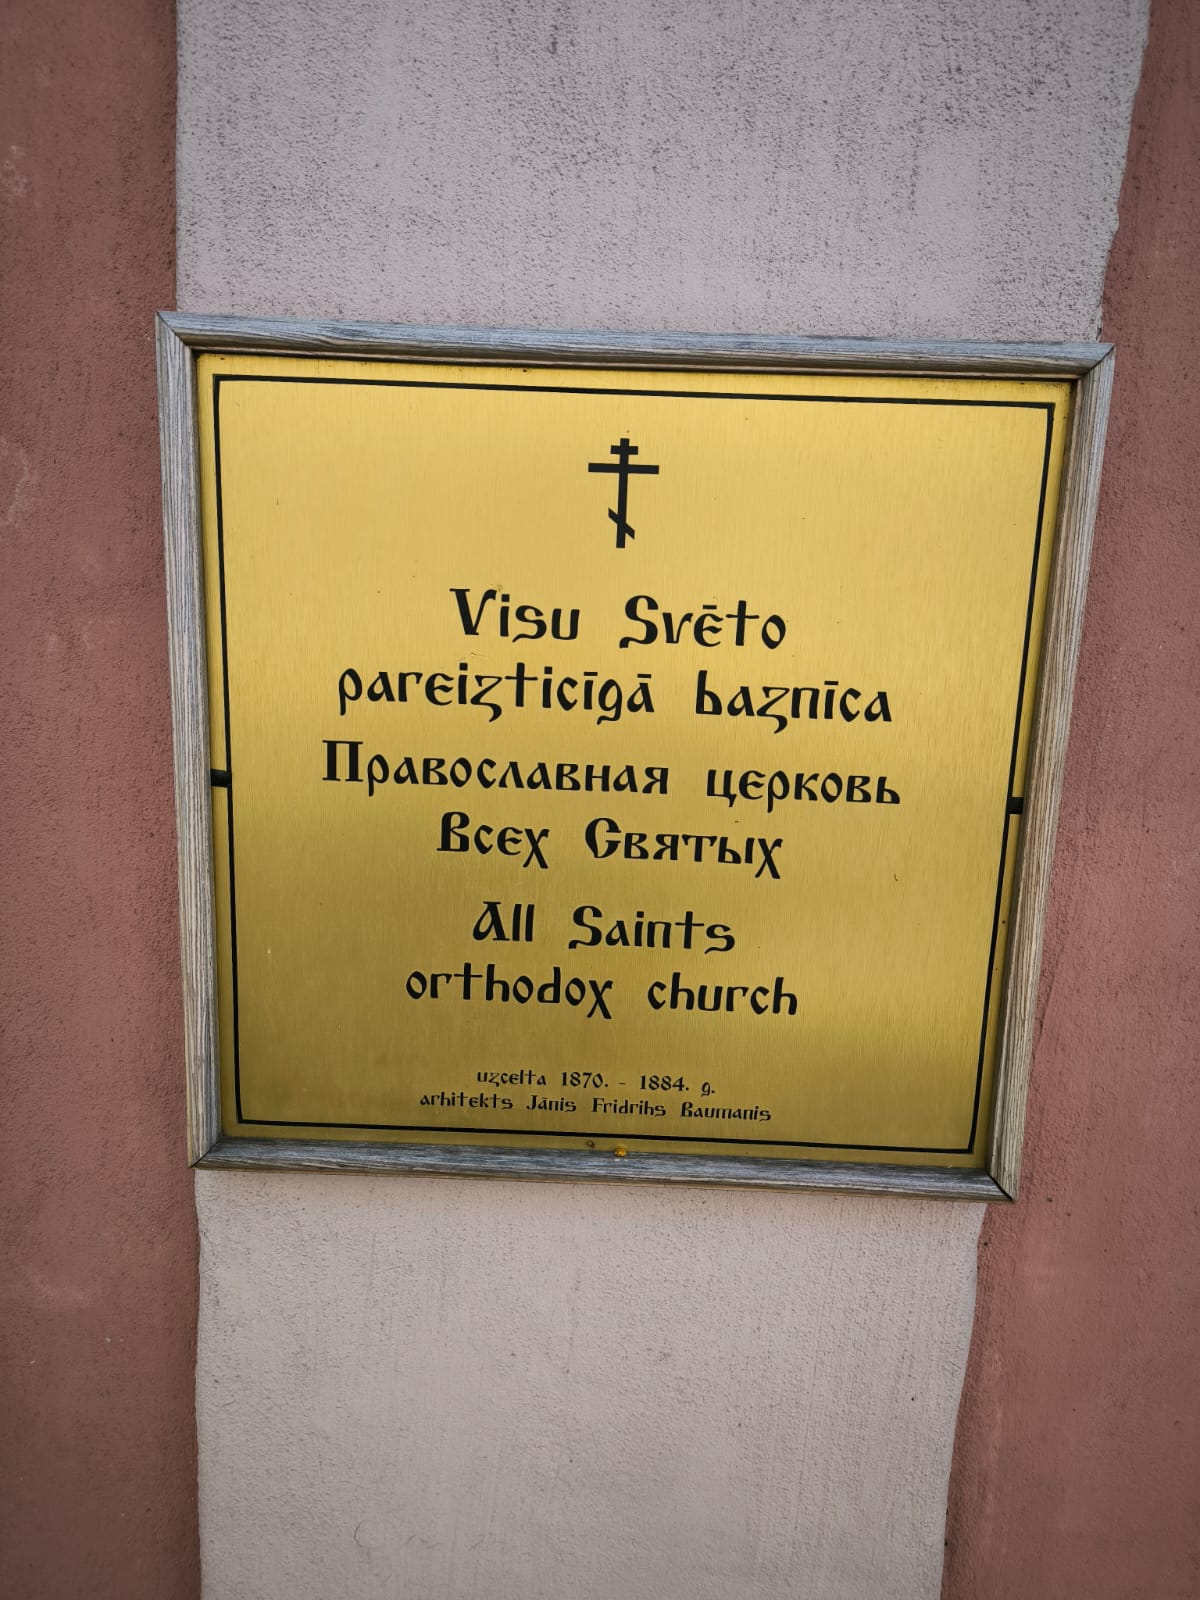 Visu Svēto
pareizticīgā baznīca
Православная церковь
Всех Святых
All Saints
orthodox church
uzcelta 1870. - 1884. g.
arhitekts Jānis Fridrihs Baumanis